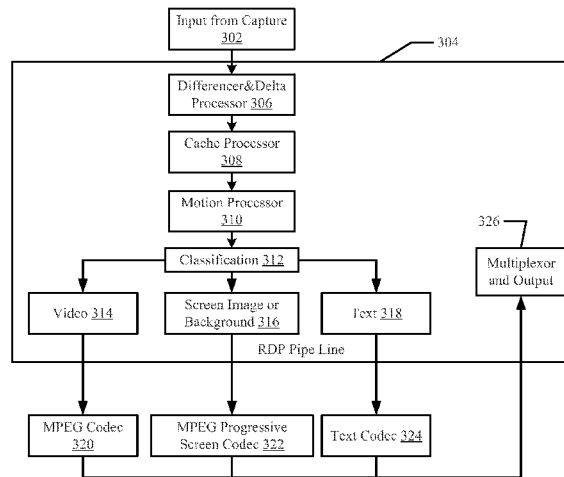 Input from Capture
302
304
Differencer&Delta
Processor 306
Cache Processor
308
Motion Processor
310
326
Classification 312
Multiplexor
and Output
Video 314
Screen Image or
Background 316
Text 318
RDP Pipe Line
MPEG Codec
320
MPEG Progressive
Screen Codec 322
Text Codec 324